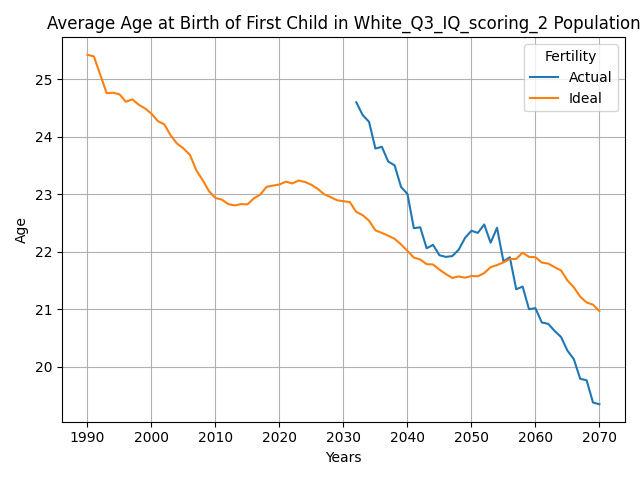 Average Age at Birth of First Child in White_Q3_IQ_scoring_2 Population
Fertility
Actual
Ideal
Age
25
24
23
22
21
20
1990 2000 2010 2020 2030 2040 2050 2060 2070
Years